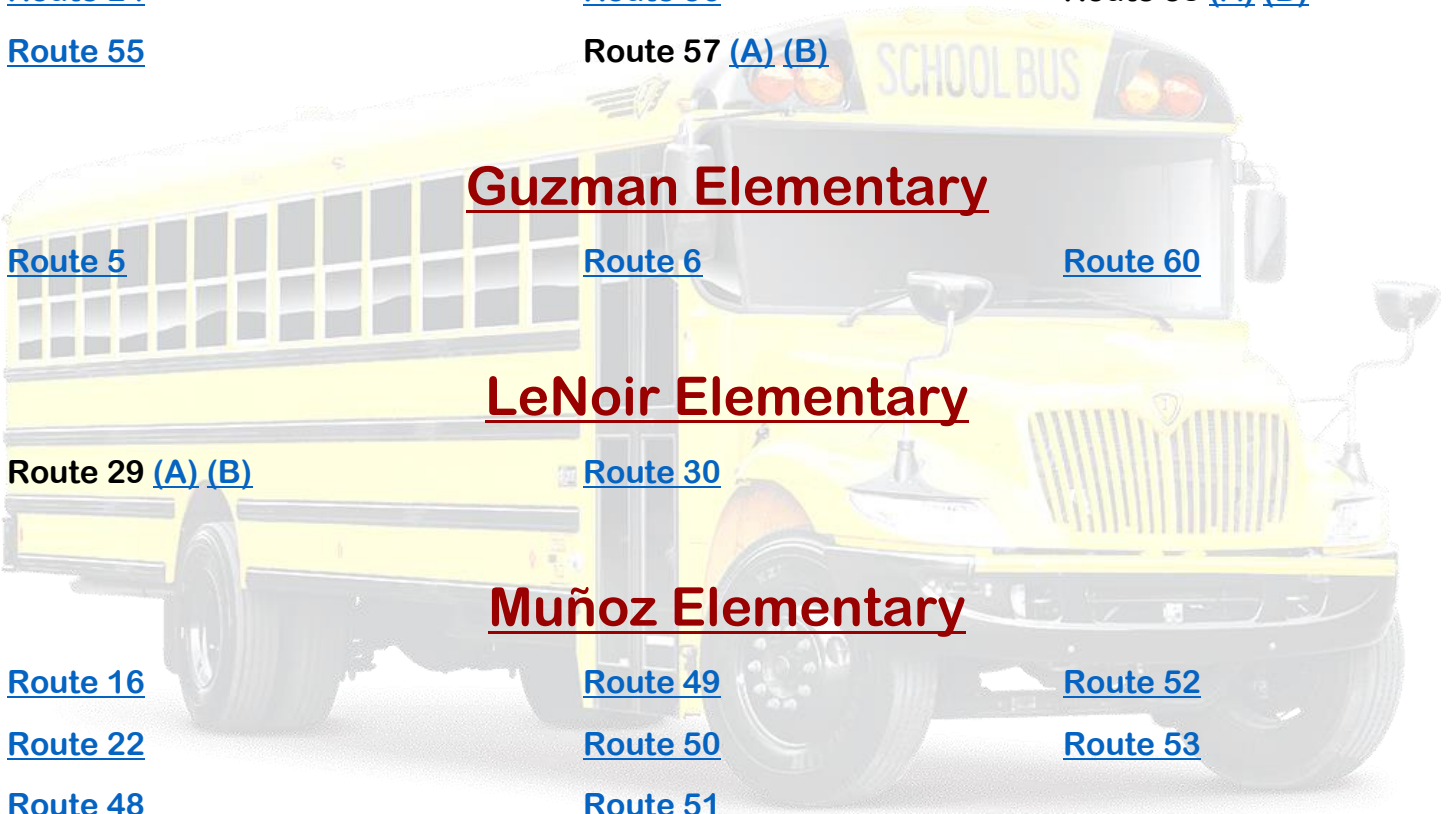 Route 55 Route 57 (A) (B)
SCHOOL BUS
Guzman Elementary
Route 5 Route 6 Route 60
LeNoir Elementary
Route 29 (A) (B) Route 30
Muñoz Elementary
Route 16 Route 49 Route 52
Route 22 Route 50 Route 53
Route 48 Route 51